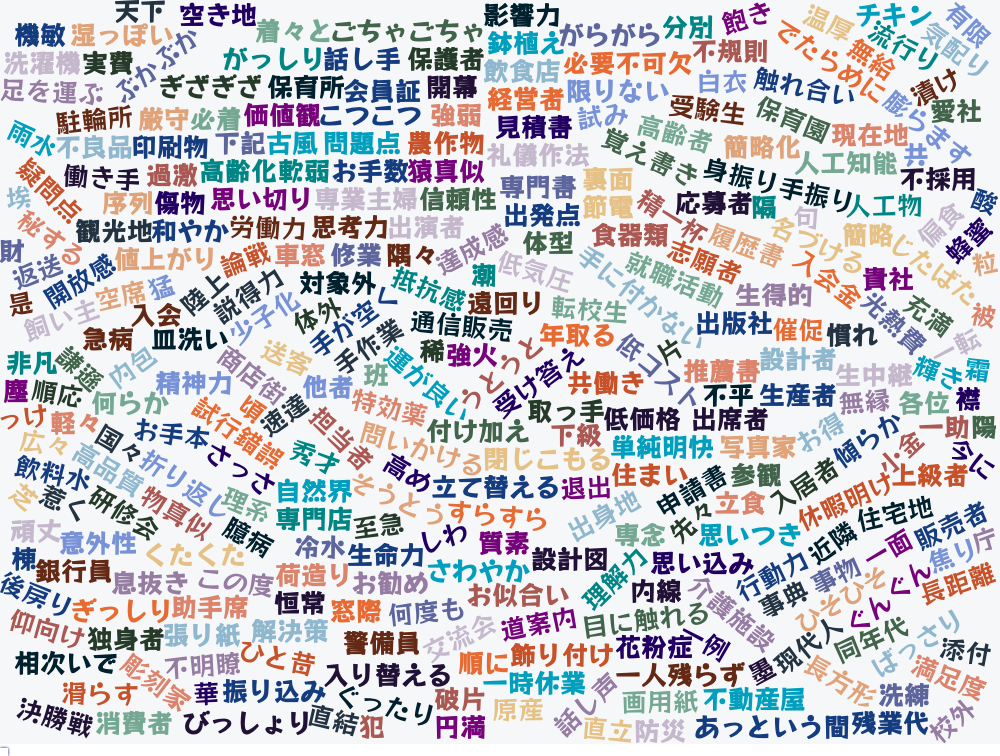 天下
空き地
着々と
ごちゃごちゃ
影響力
分別
飽き
温厚
チキン
有限
機敏
湿っぽい
ぷかぷか
がっしり
話し手
保護者
鉢植え
がらがら
不規則
でたらめに
無給
流行り
気配り
洗濯機
実費
ぎざぎざ
保育所
会員証
開幕
飲食店
必要不可欠
白衣
触れ合い
漬け
足を運ぶ
経営者
限りない
膨らます
愛社
駐輪所
厳守
必着
価値観
こつこつ
強弱
見積書
試み
受験生
保育園
現在地
雨水
不良品
印刷物
下記
古風
問題点
農作物
礼儀作法
覚え書き
高齢者
簡略化
人工知能
共
疑問点
働き手
過激
高齢化
軟弱
お手数
猿真似
専門書
裏面
身振り手振り
不採用
埃
序列
傷物
思い切り
専業主婦
信頼性
出発点
節電
精一杯
応募者
隔
句
人工物
偏食
酸
秘する
観光地
和やか
労働力
思考力
出演者
体型
食器類
履歴書
名づける
簡略
じたばた
蜂蜜
財
返送
開放感
値上がり
論戦
車窓
修業
隅々
達成感
低気圧
手に付かない
就職活動
志願者
入会金
貴社
粒
是
飼い主
空席
猛
陸上
説得力
対象外
抵抗感
潮
遠回り
転校生
生得的
光熱費
充満
被
急病
入会
皿洗い
少子化
体外
手が空く
手作業
通信販売
年取る
低コスト
片
出版社
催促
慣れ
一転
非凡
謙遜
内包
商店街
送客
稀
強火
うとうと
受け答え
共働き
推薦書
設計者
生中継
輝き
霜
塵
順応
何らか
精神力
他者
班
運が良い
取っ手
低価格
不平
生産者
無縁
各位
襟
っけ
軽々
国々
お手本
試行錯誤
頃
速達
担当者
特効薬
問いかける
付け加え
下級
出席者
単純明快
写真家
お得
傾らか
小金
一助
陽
広々
高品質
折り返し
さっさ
秀才
高め
閉じこもる
住まい
申請書
参観
入居者
休暇明け
上級者
今に
飲料水
芝
惹く
研修会
物真似
理系
自然界
そうとう
立て替える
退出
出身地
先々
立食
頑丈
意外性
くたくた
臆病
専門店
至急
しわ
すらすら
質素
専念
思いつき
近隣
住宅地
販売者
棟
銀行員
息抜き
この度
冷水
生命力
さわやか
設計図
理解力
思い込み
行動力
事典
事物
一面
焦り
庁
後戻り
ぎっしり
助手席
荷造り
恒常
お勧め
お似合い
内線
介護施設
ひそひそ
ぐんぐん
長距離
仰向け
独身者
張り紙
解決策
窓際
何度も
交流会
道案内
目に触れる
花粉症
一例
現代人
同年代
ばっさり
添付
相次いで
彫刻家
不明瞭
ひと昔
警備員
入り替える
順に
飾り付け
一時休業
一人残らず
墨
長方形
満足度
滑らす
華
振り込み
ぐったり
破片
原産
話し声
画用紙
不動産屋
洗練
決勝戦
消費者
びっしょり
直結
犯
円満
直立
防災
あっという間
残業代
校外